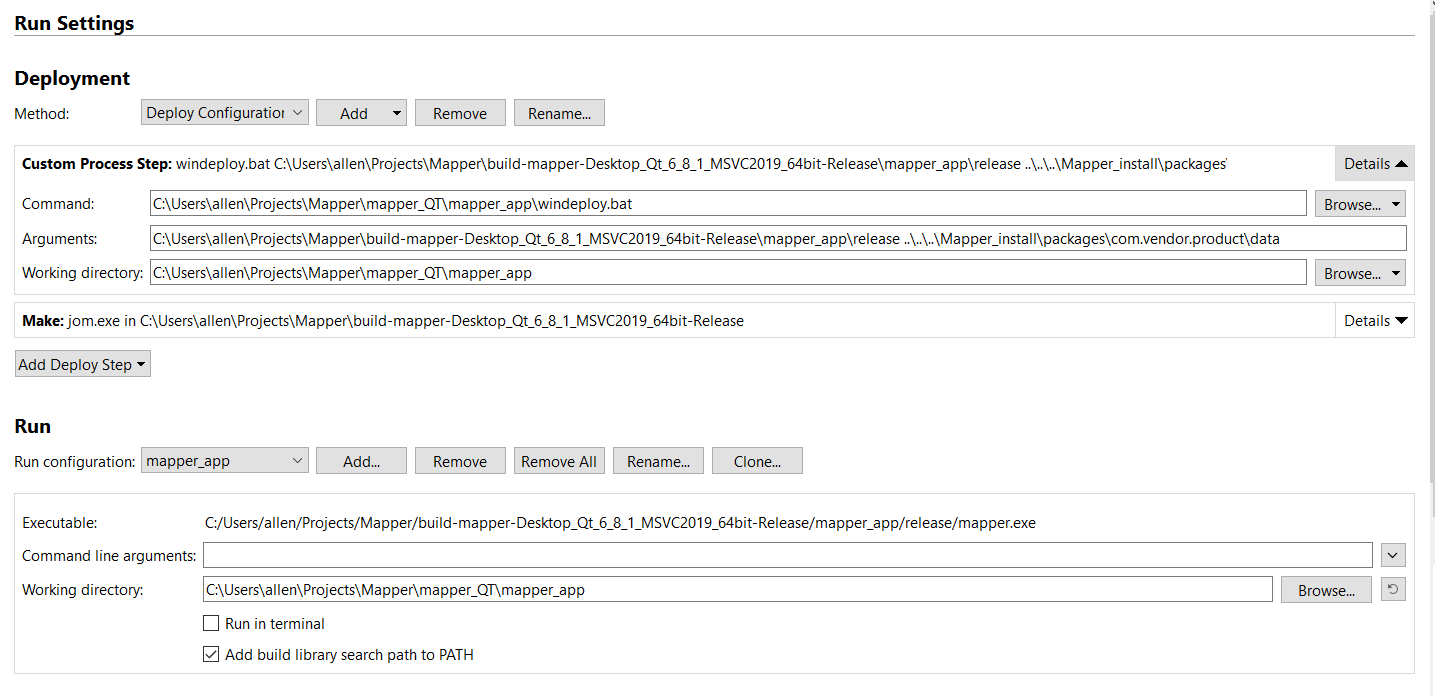 Run Settings
Deployment
Method: Deploy Configuration Add Remove Rename...
Custom Process Step: windeploy.bat C:\Users\allen\Projects\Mapper\build-mapper-Desktop_Qt_6_8_1_MSVC2019_64bit-Release\mapper_app\release ..\..\..\Mapper_install\packages\ Details
Command: C:\Users\allen\Projects\Mapper\mapper_QT\mapper_app\windeploy.bat Browse...
Arguments: C:\Users\allen\Projects\Mapper\build-mapper-Desktop_Qt_6_8_1_MSVC2019_64bit-Release\mapper_app\release ..\..\..\Mapper_install\packages\com.vendor.product\data
Working directory: C:\Users\allen\Projects\Mapper\mapper_QT\mapper_app Browse...
Make: jom.exe in C:\Users\allen\Projects\Mapper\build-mapper-Desktop_Qt_6_8_1_MSVC2019_64bit-Release Details
Add Deploy Step
Run
Run configuration: mapper_app Add... Remove Remove All Rename... Clone...
Executable: C:/Users/allen/Projects/Mapper/build-mapper-Desktop_Qt_6_8_1_MSVC2019_64bit-Release/mapper_app/release/mapper.exe
Command line arguments:
Working directory: C:\Users\allen\Projects\Mapper\mapper_QT\mapper_app Browse...
Run in terminal
Add build library search path to PATH